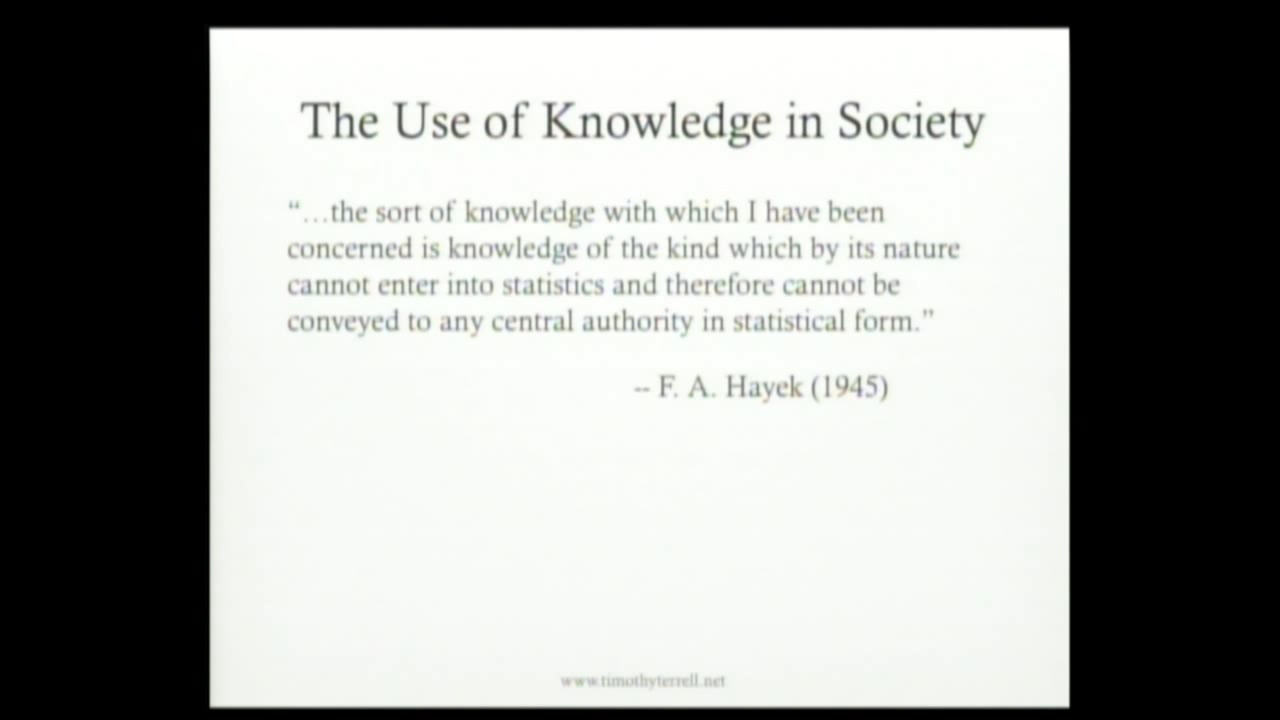 The Use of Knowledge in Society
“…the sort of knowledge with which I have been
concerned is knowledge of the kind which by its nature
cannot enter into statistics and therefore cannot be
conveyed to any central authority in statistical form.”
-- F. A. Hayek (1945)
www.timothyterrell.net